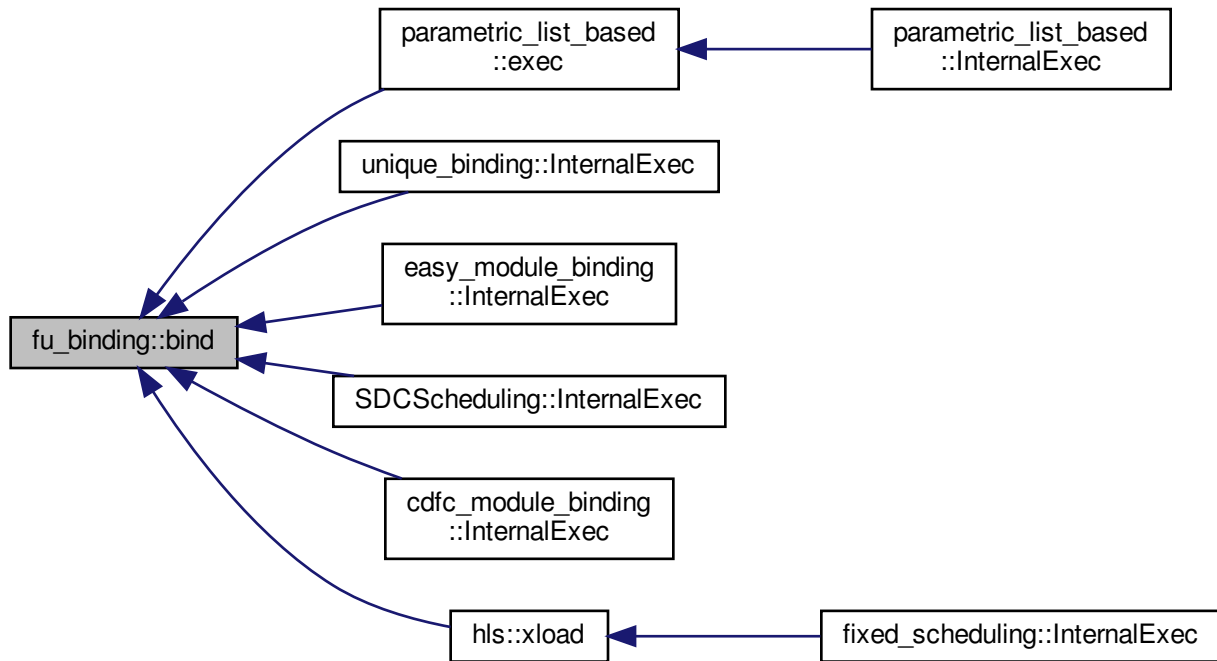 parametric_list_based
::exec
parametric_list_based
::InternalExec
unique_binding::InternalExec
easy_module_binding
::InternalExec
fu_binding::bind
SDCScheduling::InternalExec
cdfc_module_binding
::InternalExec
hls::xload
fixed_scheduling::InternalExec